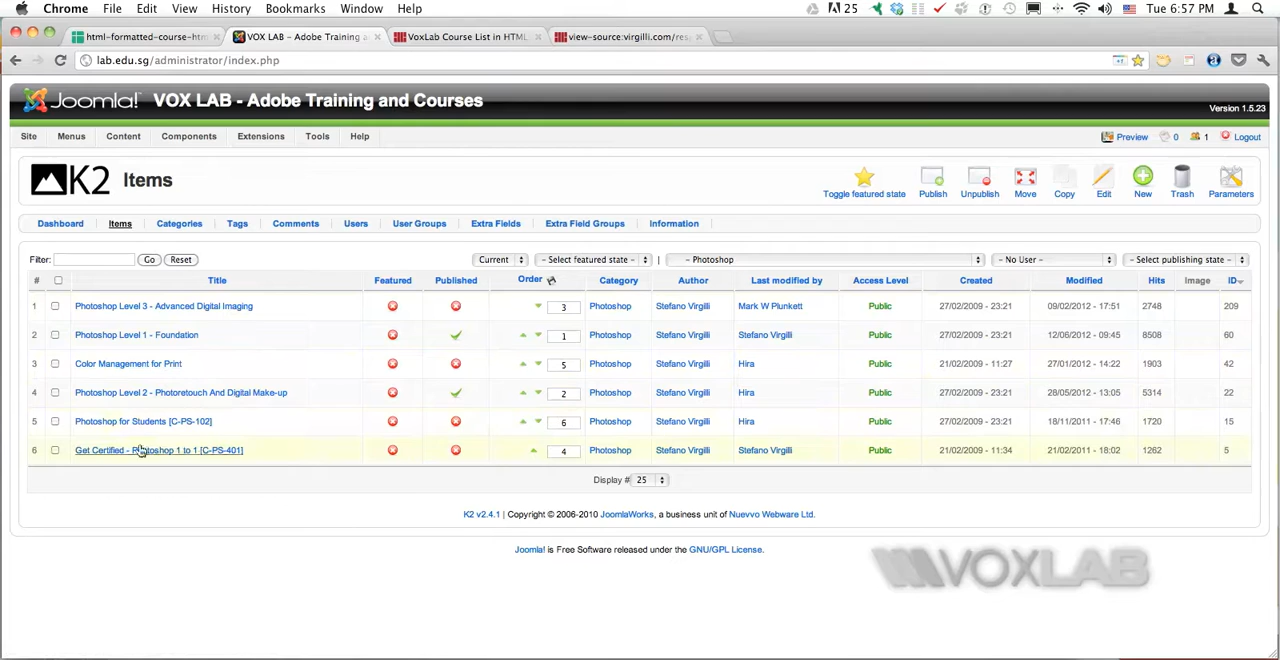 Chrome File Edit View History Bookmarks Window Help 25 Tue 6:57 PM
html-formatted-course-htm VOX LAB - Adobe Training an VoxLab Course List in HTML view-source:virgilli.com/res
lab.edu.sg/administrator/index.php
Joomla! VOX LAB - Adobe Training and Courses
Version 1.5.23
Site Menus Content Components Extensions Tools Help Preview 0 1 Logout
K2 Items
Toggle featured state Publish Unpublish Move Copy Edit New Trash Parameters
Dashboard Items Categories Tags Comments Users User Groups Extra Fields Extra Field Groups Information
Filter: Go Reset Current - Select featured state - | - Photoshop - No User - - Select publishing state -
# Title Featured Published Order Category Author Last modified by Access Level Created Modified Hits Image ID
1 Photoshop Level 3 - Advanced Digital Imaging 3 Photoshop Stefano Virgilli Mark W Plunkett Public 27/02/2009 - 23:21 09/02/2012 - 17:51 2748 209
2 Photoshop Level 1 - Foundation 1 Photoshop Stefano Virgilli Stefano Virgilli Public 27/02/2009 - 23:21 12/06/2012 - 09:45 8508 60
3 Color Management for Print 5 Photoshop Stefano Virgilli Hira Public 21/02/2009 - 11:27 27/01/2012 - 14:22 1903 42
4 Photoshop Level 2 - Photoretouch And Digital Make-up 2 Photoshop Stefano Virgilli Hira Public 27/02/2009 - 23:21 28/05/2012 - 13:05 5314 22
5 Photoshop for Students [C-PS-102] 6 Photoshop Stefano Virgilli Hira Public 27/02/2009 - 23:21 18/11/2011 - 17:46 1720 15
6 Get Certified - Photoshop 1 to 1 [C-PS-401] 4 Photoshop Stefano Virgilli Stefano Virgilli Public 21/02/2009 - 11:34 21/02/2011 - 18:02 1262 5
Display # 25
K2 v2.4.1 | Copyright © 2006-2010 JoomlaWorks, a business unit of Nuevvo Webware Ltd.
Joomla! is Free Software released under the GNU/GPL License.
VOXLAB